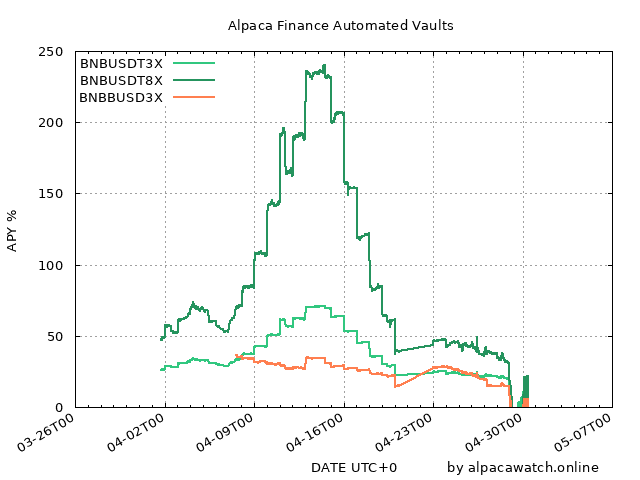 Alpaca Finance Automated Vaults
250
200
150
100
50
0
APY %
BNBUSDT3X
BNBUSDT8X
BNBBUSD3X
03-26T00
04-02T00
04-09T00
04-16T00
04-23T00
04-30T00
05-07T00
DATE UTC+0
by alpacawatch.online